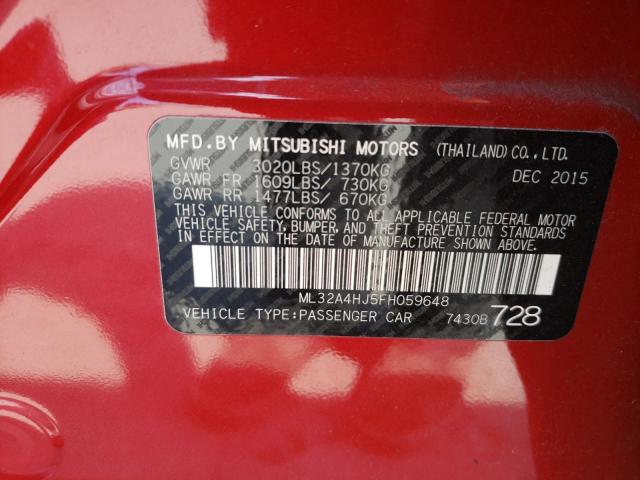 MFD.BY MITSUBISHI MOTORS (THAILAND) CO., LTD.
GVWR 3020LBS/1370KG DEC 2015
GAWR FR 1609LBS/ 730KG
GAWR RR 1477LBS/ 670KG
THIS VEHICLE CONFORMS TO ALL APPLICABLE FEDERAL MOTOR
VEHICLE SAFETY, BUMPER, AND THEFT PREVENTION STANDARDS
IN EFFECT ON THE DATE OF MANUFACTURE SHOWN ABOVE.
ML32A4HJ5FH059648
VEHICLE TYPE:PASSENGER CAR 7430B 728